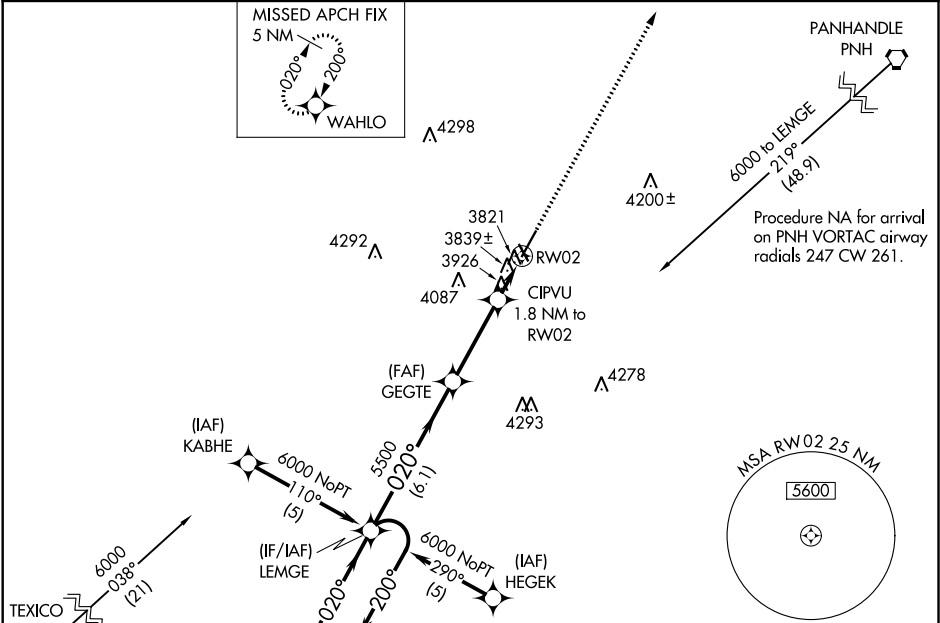 MISSED APCH FIX
5 NM
020°
200°
WAHLO
PANHANDLE
PNH
6000 to LEMGE
219°
(48.9)
4298
4200±
Procedure NA for arrival
on PNH VORTAC airway
radials 247 CW 261.
3821
3839±
3926
4292
4087
RW02
CIPVU
1.8 NM to
RW02
(FAF)
GEGTE
4278
4293
(IAF)
KABHE
6000 NoPT
110°
(5)
5500
020°
(6.1)
MSA RW02 25 NM
5600
(IF/IAF)
LEMGE
6000 NoPT
290°
(5)
(IAF)
HEGEK
6000
038°
(21)
TEXICO
020°
200°